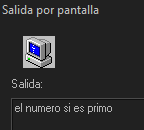 Salida por pantalla
Salida:
el numero si es primo